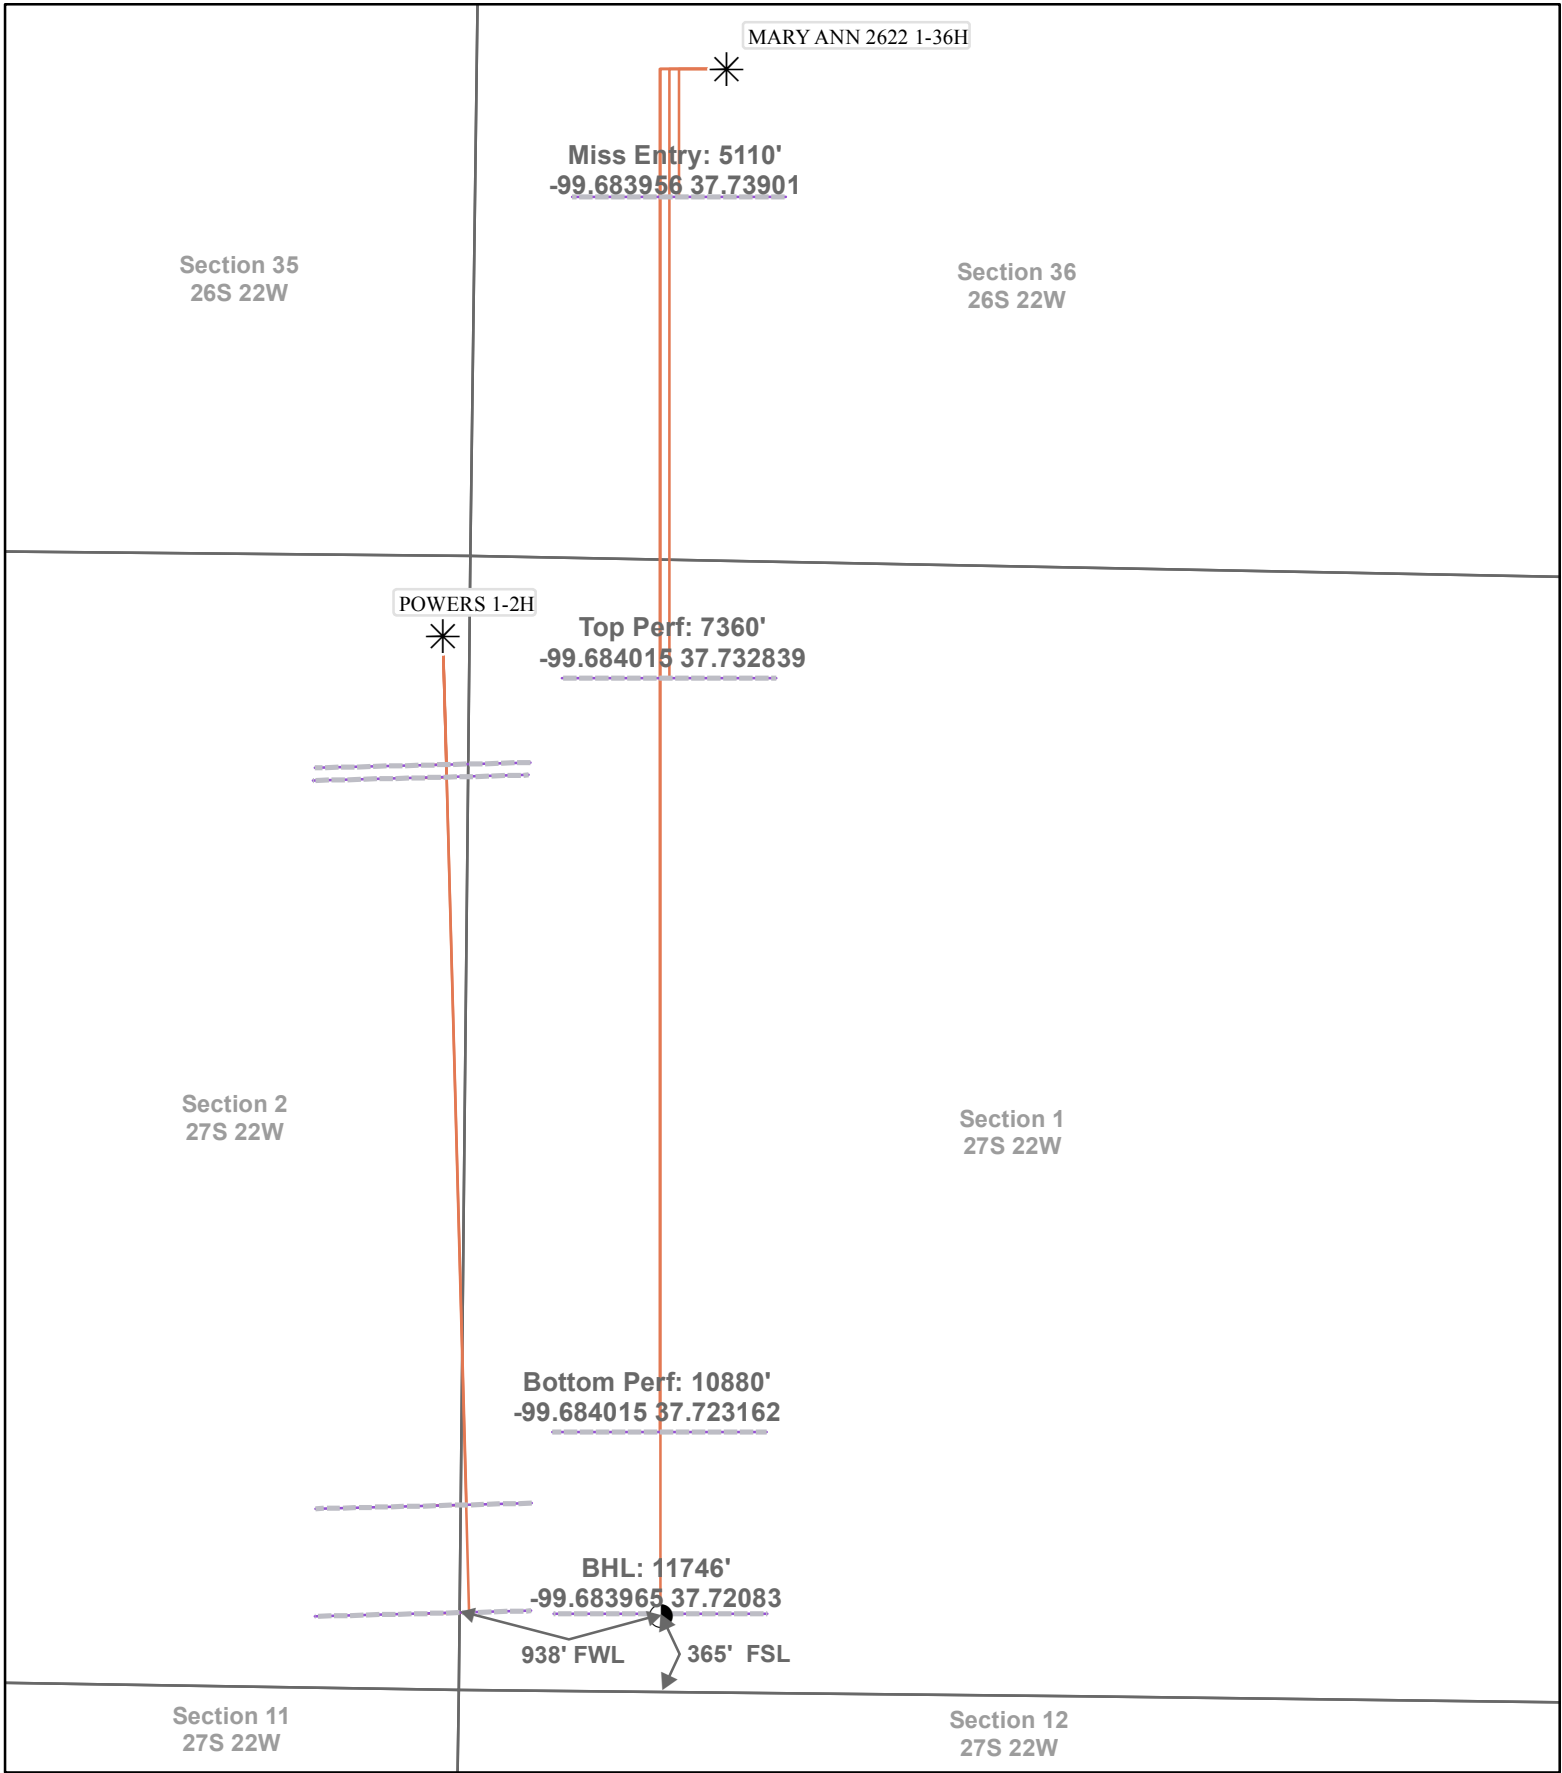 MARY ANN 2622 1-36H
Miss Entry: 5110'
-99.683956 37.73901
Section 35
26S 22W
Section 36
26S 22W
POWERS 1-2H
Top Perf: 7360'
-99.684015 37.732839
Section 2
27S 22W
Section 1
27S 22W
Bottom Perf: 10880'
-99.684015 37.723162
BHL: 11746'
-99.683965 37.72083
938' FWL
365' FSL
Section 11
27S 22W
Section 12
27S 22W